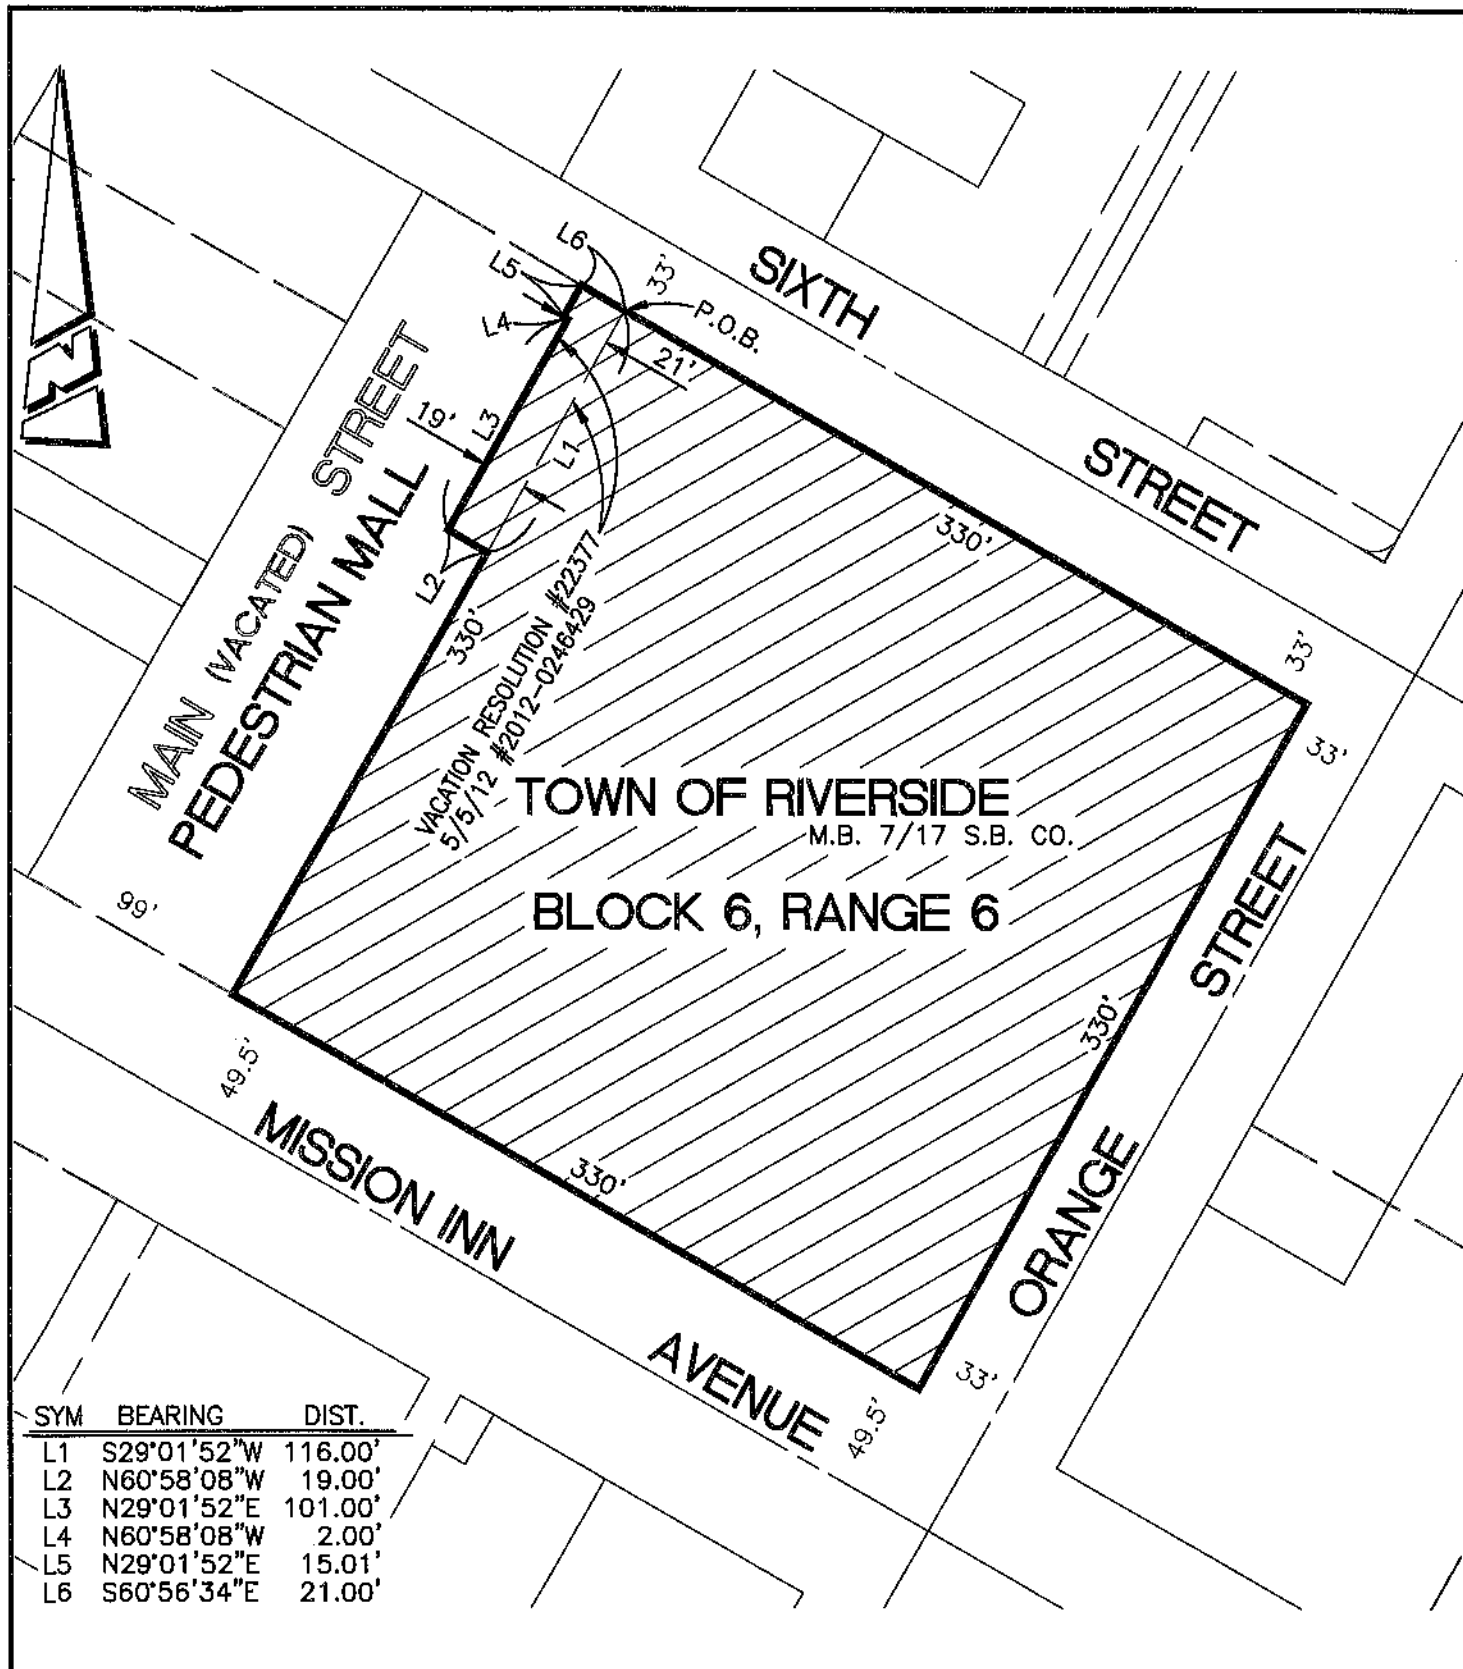 L6
L5
33'
SIXTH
STREET
L4
P.O.B.
21'
19'
L3
L1
MAIN (VACATED) STREET
PEDESTRIAN MALL
L2
330'
330'
VACATION RESOLUTION #22377
5/5/12 #2012-0246429
33'
33'
TOWN OF RIVERSIDE
M.B. 7/17 S.B. CO.
BLOCK 6, RANGE 6
99'
ORANGE STREET
330'
49.5'
MISSION INN
AVENUE
330'
33'
49.5'
SYM BEARING DIST.
L1 S29°01'52"W 116.00'
L2 N60°58'08"W 19.00'
L3 N29°01'52"E 101.00'
L4 N60°58'08"W 2.00'
L5 N29°01'52"E 15.01'
L6 S60°56'34"E 21.00'